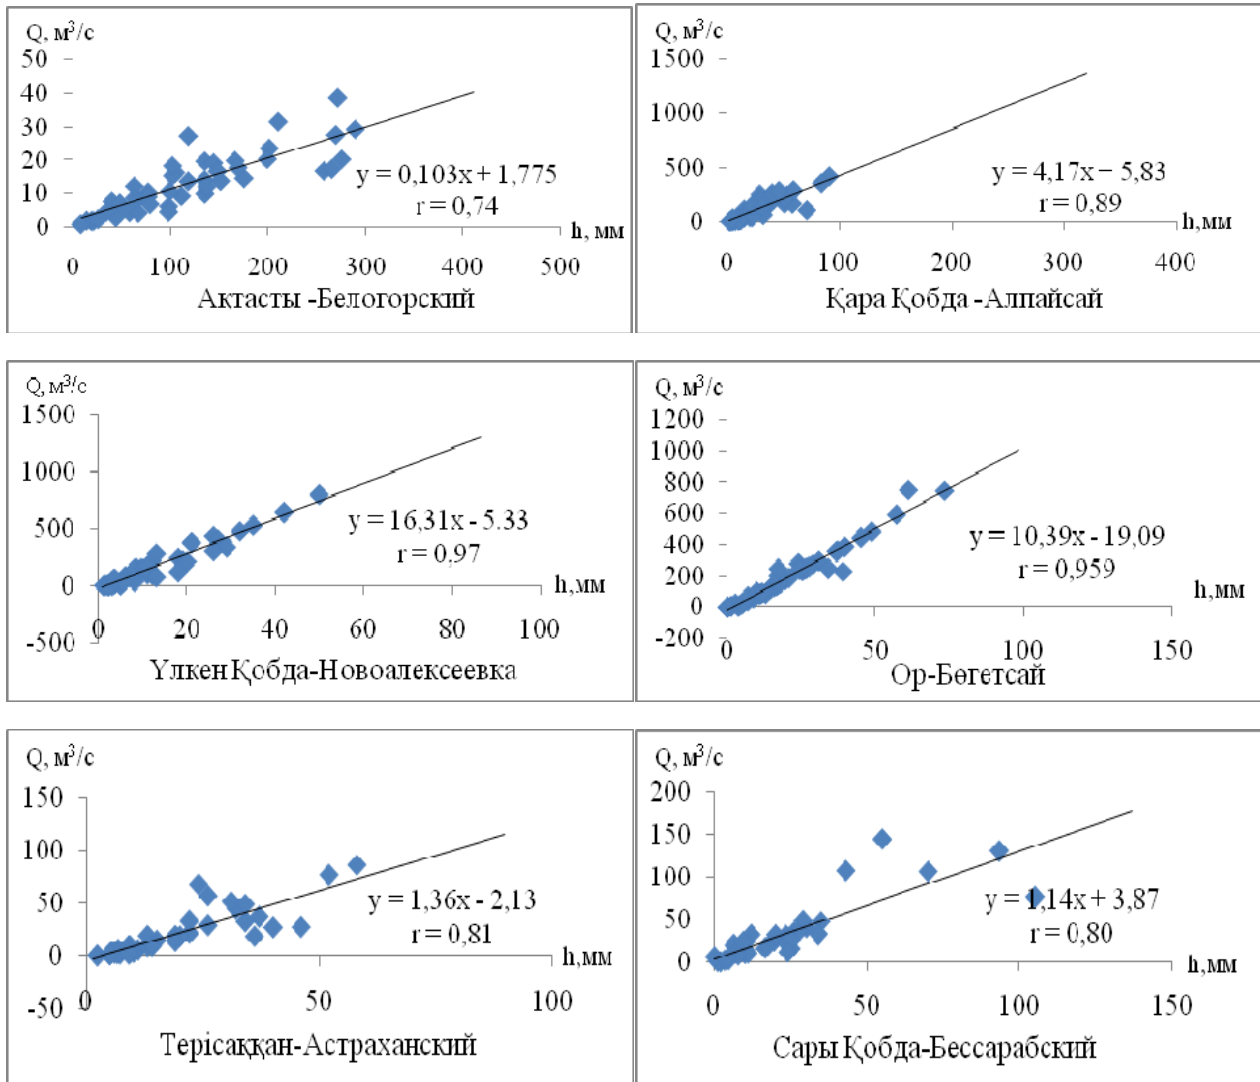 Q, м³/с
50
40
30
20
10
0
y = 0,103x + 1,775
r = 0,74
h, мм
0 100 200 300 400 500
Ақтасты -Белогорский
Q, м³/с
1500
1000
500
0
y = 4,17x – 5,83
r = 0,89
h, мм
0 100 200 300 400
Қара Қобда -Алпайсай
Q, м³/с
1500
1000
500
0
-500
y = 16,31x - 5.33
r = 0,97
h,мм
0 20 40 60 80 100
Үлкен Қобда-Новоалексеевка
Q, м³/с
1200
1000
800
600
400
200
0
-200
y = 10,39x - 19,09
r = 0,959
h,мм
0 50 100 150
Ор-Бөгетсай
Q, м³/с
150
100
50
0
-50
y = 1,36x - 2,13
r = 0,81
h,мм
0 50 100
Терісаққан-Астраханский
Q, м³/с
200
150
100
50
0
y = 1,14x + 3,87
r = 0,80
h,мм
0 50 100 150
Сары Қобда-Бессарабский